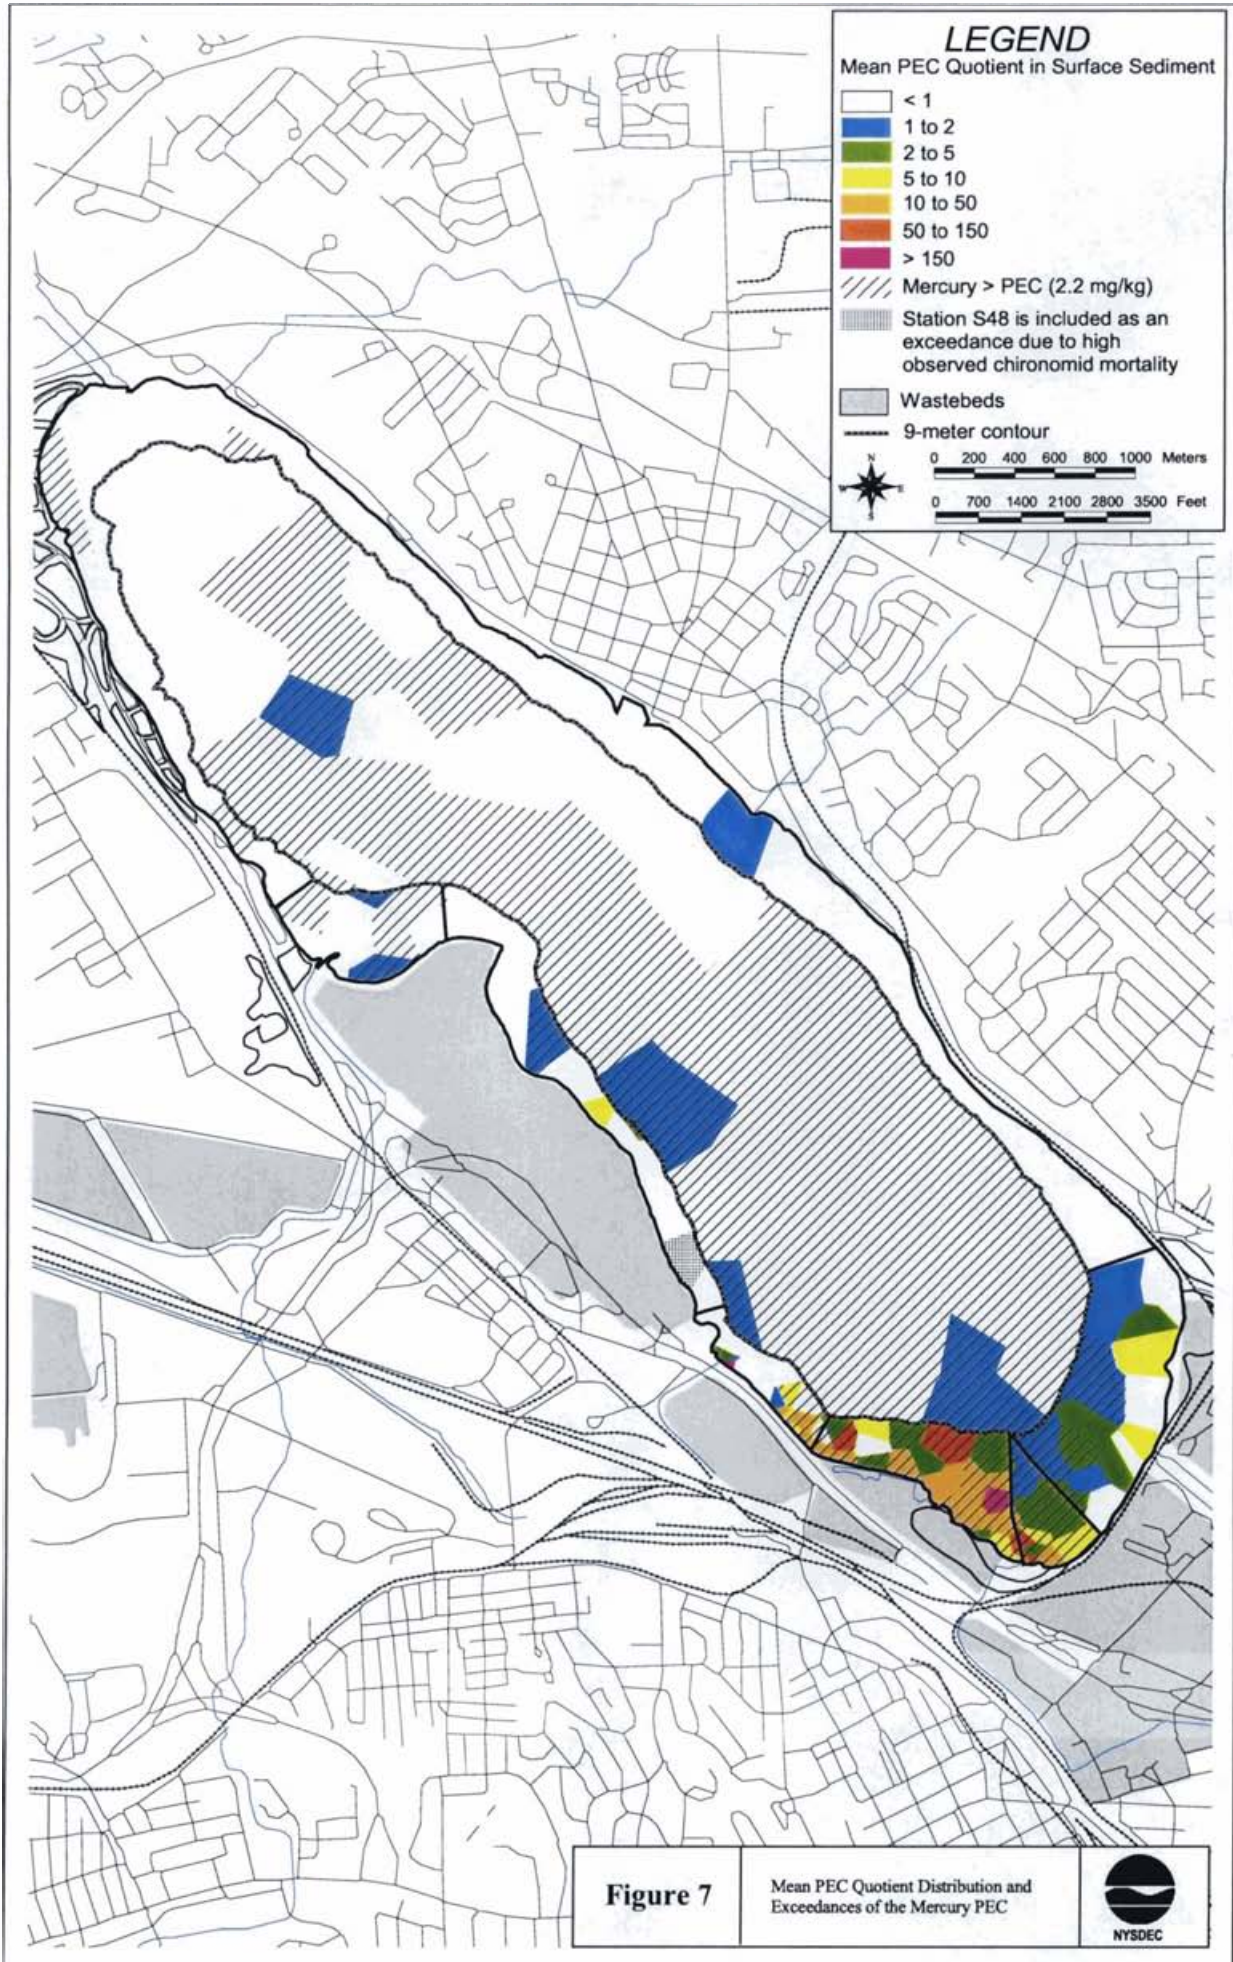 LEGEND
Mean PEC Quotient in Surface Sediment
< 1
1 to 2
2 to 5
5 to 10
10 to 50
50 to 150
> 150
Mercury > PEC (2.2 mg/kg)
Station S48 is included as an
exceedance due to high
observed chironomid mortality
Wastebeds
9-meter contour
N
W E
S
0 200 400 600 800 1000 Meters
0 700 1400 2100 2800 3500 Feet
Figure 7
Mean PEC Quotient Distribution and
Exceedances of the Mercury PEC
NYSDEC